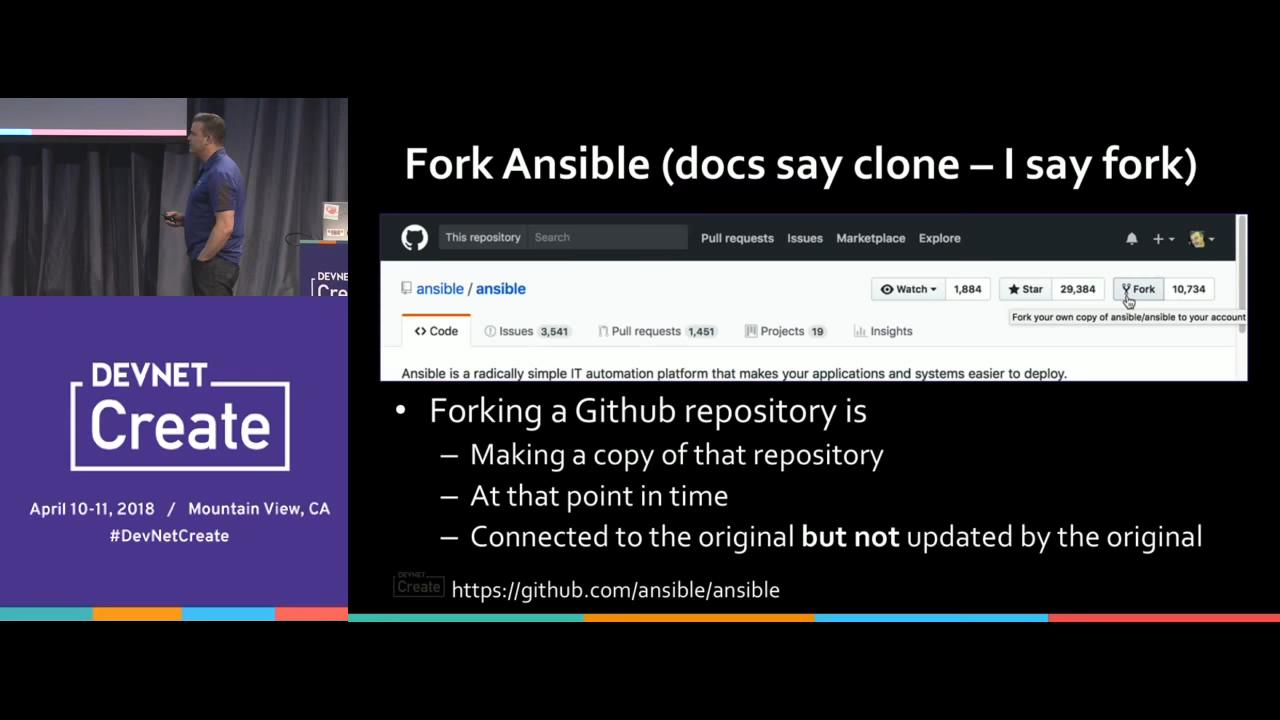 Fork Ansible (docs say clone – I say fork)
This repository Search Pull requests Issues Marketplace Explore
ansible / ansible Watch 1,884 Star 29,384 Fork 10,734
Fork your own copy of ansible/ansible to your account
Code Issues 3,541 Pull requests 1,451 Projects 19 Insights
Ansible is a radically simple IT automation platform that makes your applications and systems easier to deploy.
• Forking a Github repository is
– Making a copy of that repository
– At that point in time
– Connected to the original but not updated by the original
DEVNET
Create
https://github.com/ansible/ansible
DEVNET
Create
April 10-11, 2018 / Mountain View, CA
#DevNetCreate